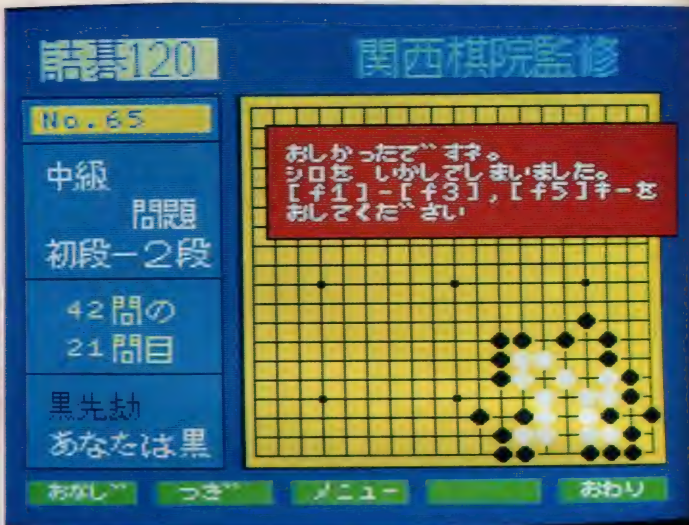 詰碁120
関西棋院監修
No.65
中級
問題
初段－2段
42問の
21問目
黒先劫
あなたは黒
おしかったですネ。
シロを いかしてしまいました。
[f1]-[f3],[f5]キーを
おしてください
おなじ
つぎ
メニュー
おわり